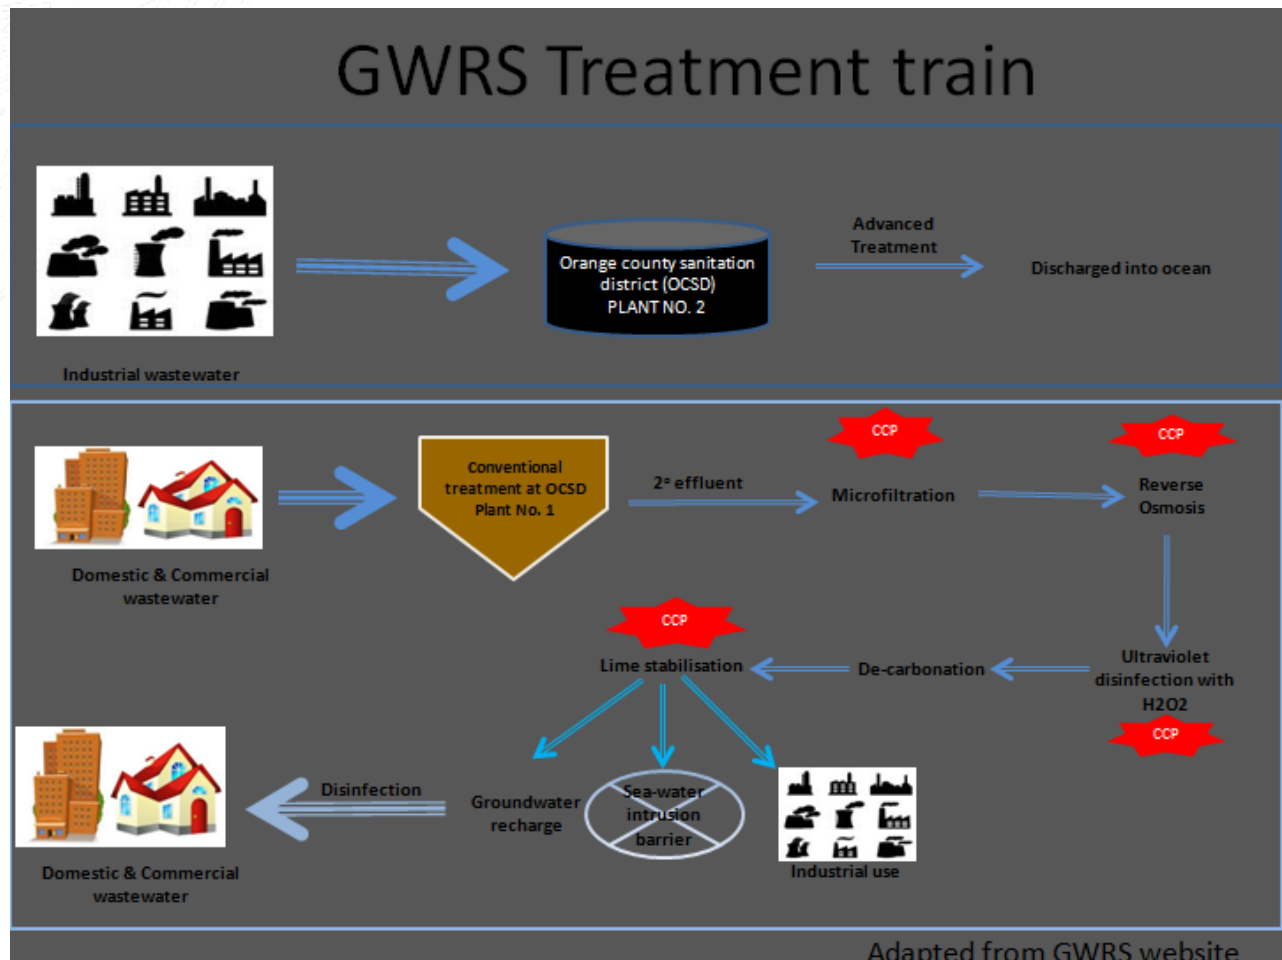 GWRS Treatment train
Advanced
Treatment
Orange county sanitation
district (OCSD)
PLANT NO. 2
Discharged into ocean
Industrial wastewater
CCP
CCP
Conventional
treatment at OCSD
Plant No. 1
2º effluent
Microfiltration
Reverse
Osmosis
Domestic & Commercial
wastewater
CCP
Lime stabilisation
De-carbonation
Ultraviolet
disinfection with
H2O2
CCP
Disinfection
Groundwater
recharge
Sea-water
intrusion
barrier
Industrial use
Domestic & Commercial
wastewater
Adapted from GWRS website